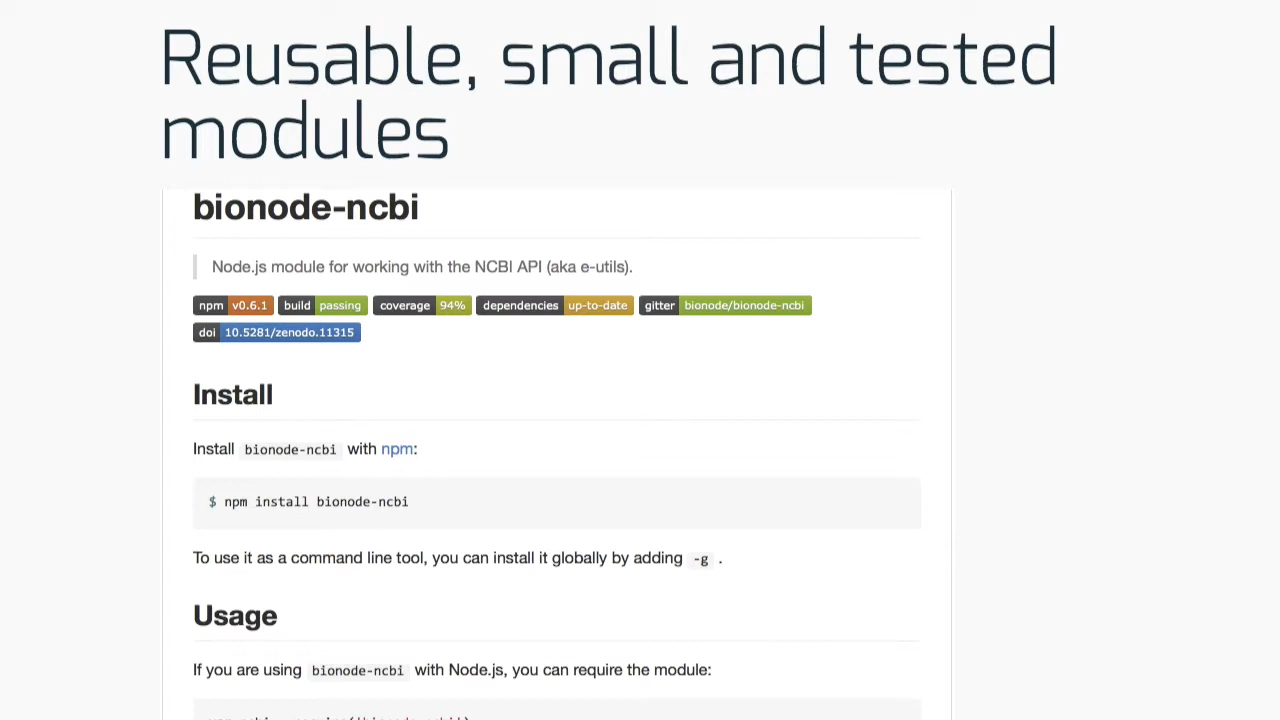 Reusable, small and tested
modules
bionode-ncbi
Node.js module for working with the NCBI API (aka e-utils).
npm v0.6.1 build passing coverage 94% dependencies up-to-date gitter bionode/bionode-ncbi
doi 10.5281/zenodo.11315
Install
Install bionode-ncbi with npm:
$ npm install bionode-ncbi
To use it as a command line tool, you can install it globally by adding -g .
Usage
If you are using bionode-ncbi with Node.js, you can require the module: